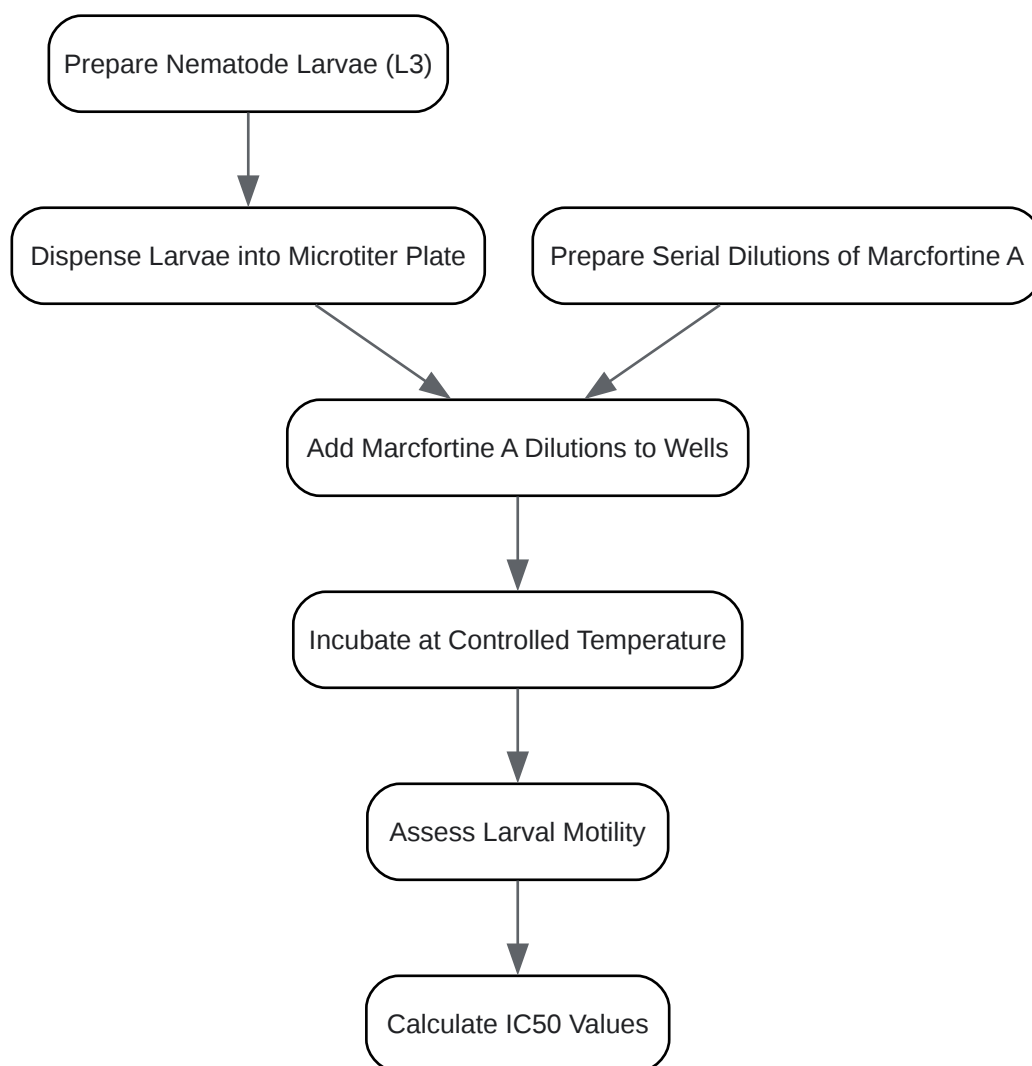 Prepare Nematode Larvae (L3)
Dispense Larvae into Microtiter Plate
Prepare Serial Dilutions of Marcfortine A
Add Marcfortine A Dilutions to Wells
Incubate at Controlled Temperature
Assess Larval Motility
Calculate IC50 Values